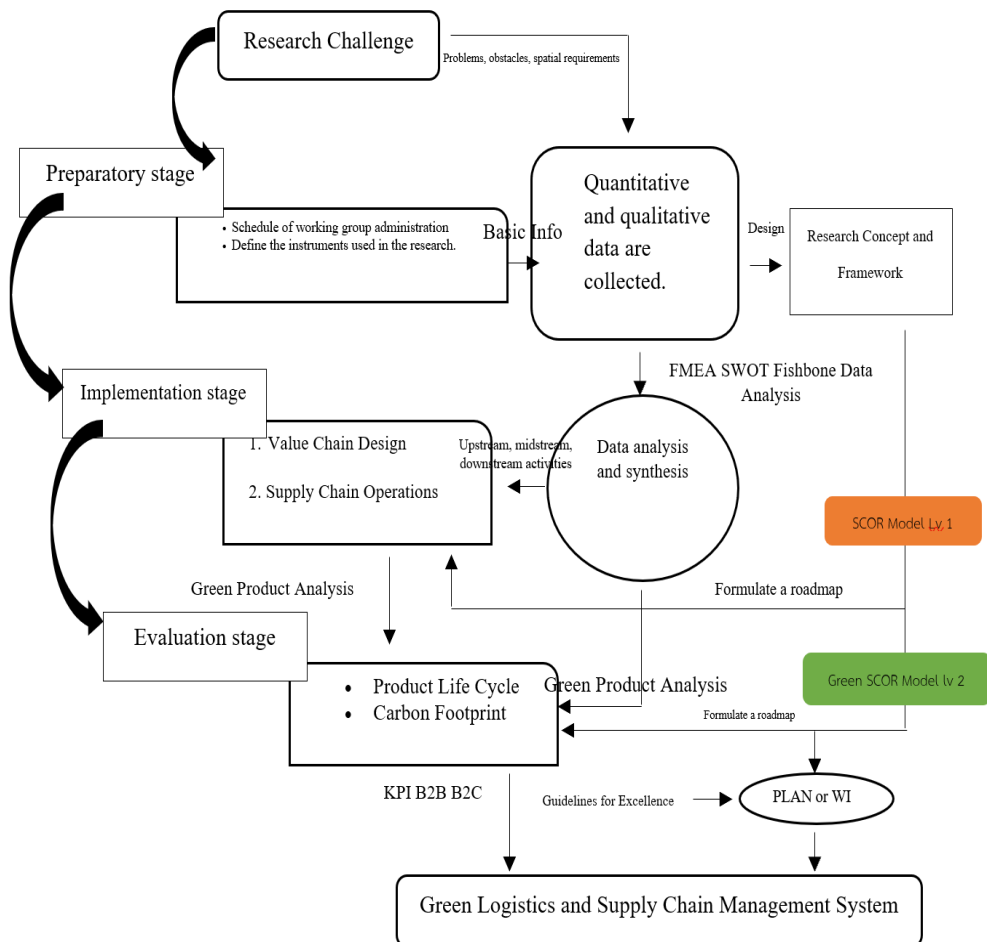 Research Challenge
Problems, obstacles, spatial requirements
Preparatory stage
• Schedule of working group administration
• Define the instruments used in the research.
Basic Info
Quantitative
and qualitative
data are
collected.
Design
Research Concept and
Framework
FMEA SWOT Fishbone Data
Analysis
Implementation stage
1. Value Chain Design
2. Supply Chain Operations
Upstream, midstream,
downstream activities
Data analysis
and synthesis
SCOR Model Lv.1
Green Product Analysis
Formulate a roadmap
Evaluation stage
• Product Life Cycle
• Carbon Footprint
Green Product Analysis
Green SCOR Model lv 2
Formulate a roadmap
KPI B2B B2C
Guidelines for Excellence
PLAN or WI
Green Logistics and Supply Chain Management System